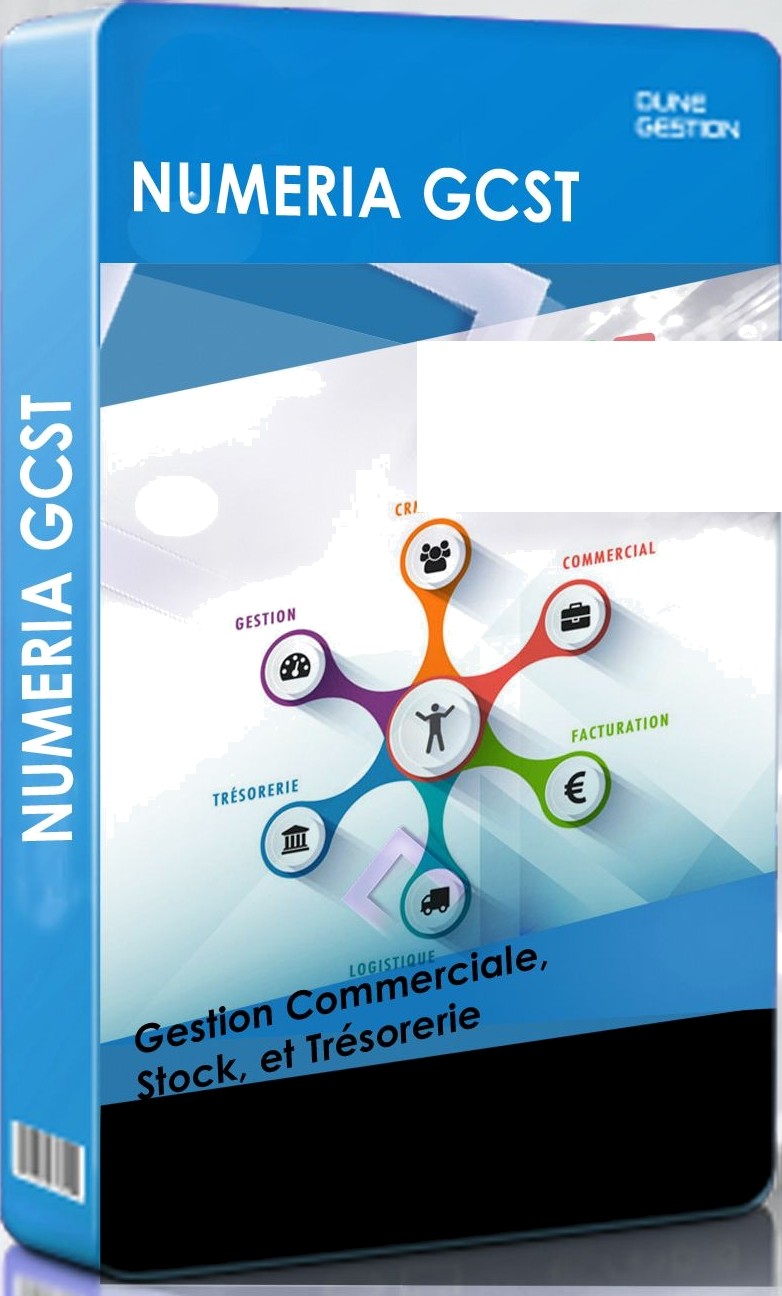 DUNE
GESTION
NUMERIA GCST
NUMERIA GCST
COMMERCIAL
GESTION
FACTURATION
TRÉSORERIE
LOGISTIQUE
Gestion Commerciale,
Stock, et Trésorerie